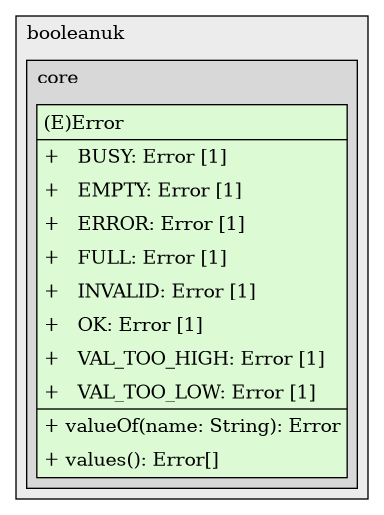 booleanuk
core
(E)Error
+ BUSY: Error [1]
+ EMPTY: Error [1]
+ ERROR: Error [1]
+ FULL: Error [1]
+ INVALID: Error [1]
+ OK: Error [1]
+ VAL_TOO_HIGH: Error [1]
+ VAL_TOO_LOW: Error [1]
+ valueOf(name: String): Error
+ values(): Error[]